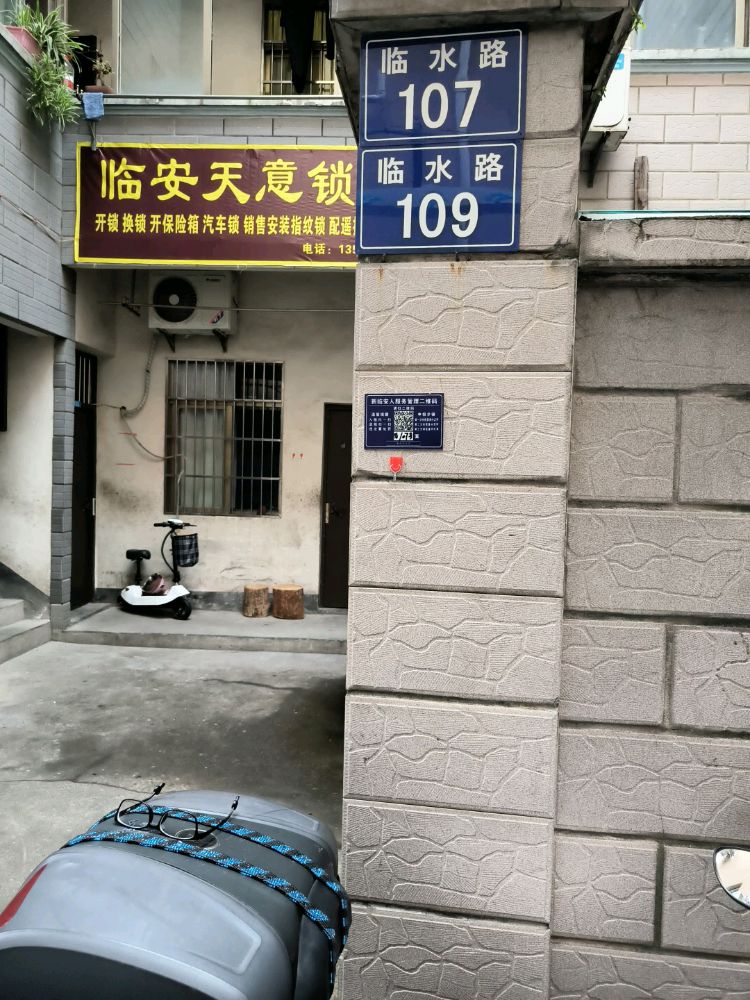 临水路
107
临水路
109
临安天意锁
开锁 换锁 开保险箱 汽车锁 销售安装指纹锁 配遥
电话：13
新临安人服务管理二维码